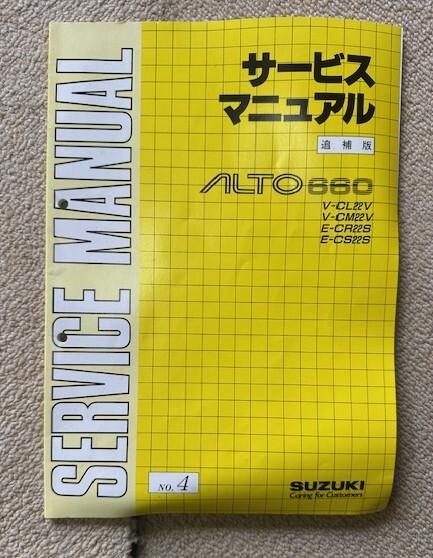 SERVICE MANUAL
サービス
マニュアル
追補版
ALTO 660
V-CL22V
V-CM22V
E-CR22S
E-CS22S
NO. 4
SUZUKI
Caring for Customers